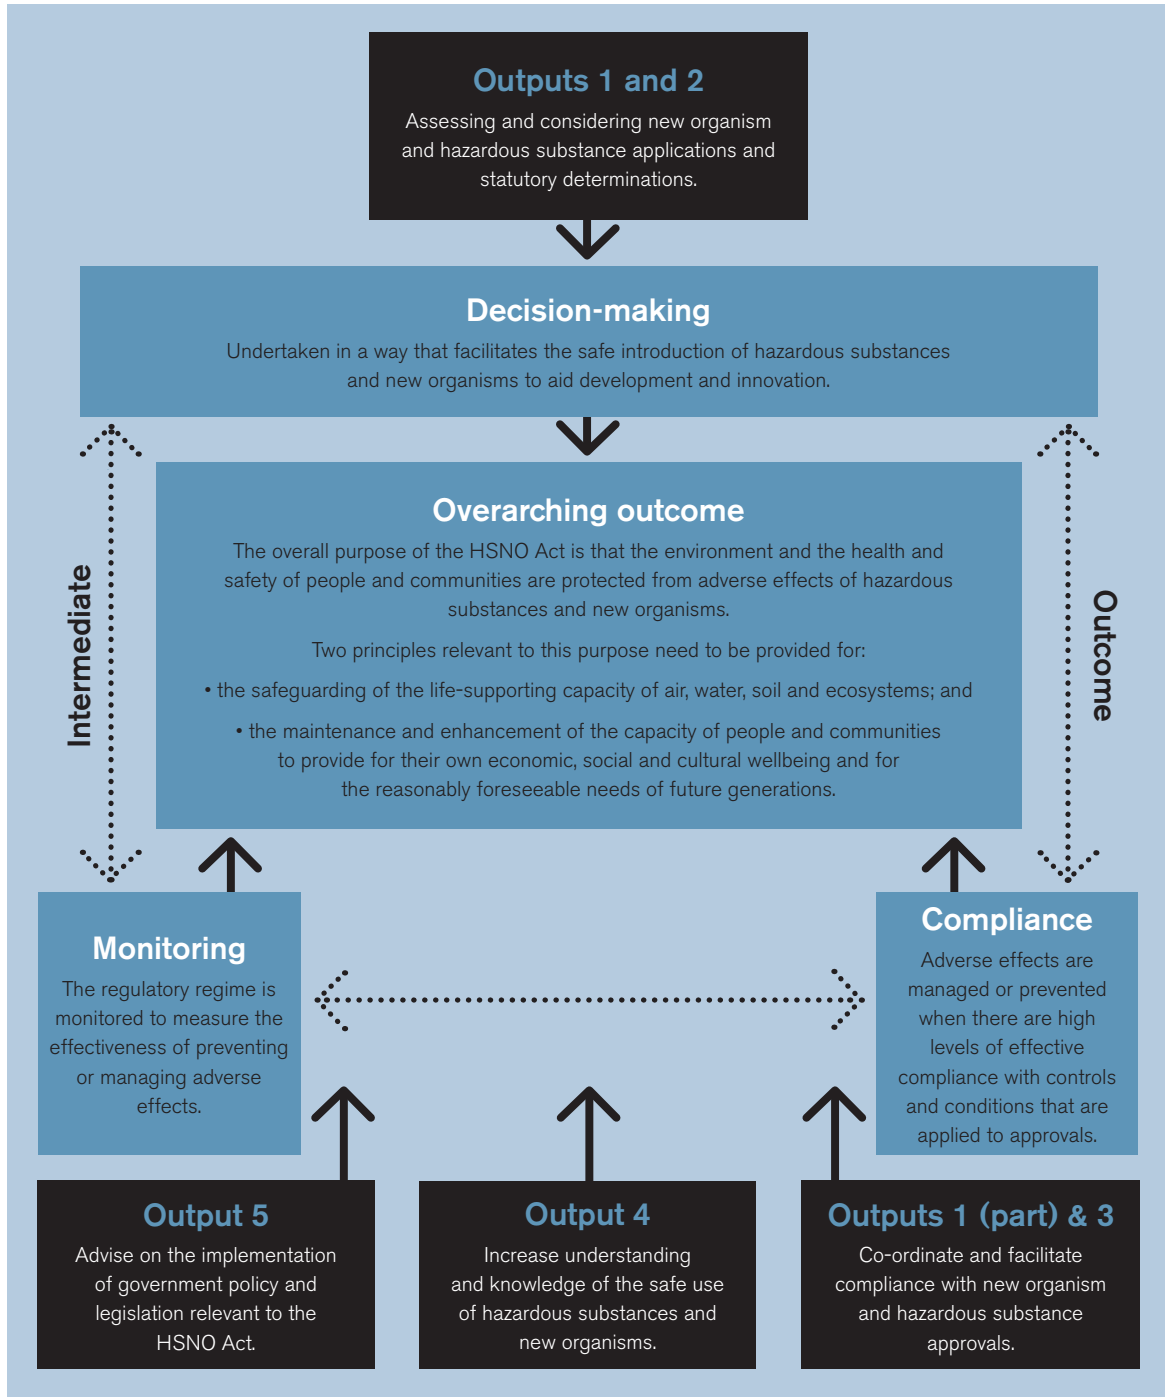 Outputs 1 and 2
Assessing and considering new organism
and hazardous substance applications and
statutory determinations.
Decision-making
Undertaken in a way that facilitates the safe introduction of hazardous substances
and new organisms to aid development and innovation.
Intermediate
Overarching outcome
The overall purpose of the HSNO Act is that the environment and the health and
safety of people and communities are protected from adverse effects of hazardous
substances and new organisms.
Two principles relevant to this purpose need to be provided for:
• the safeguarding of the life-supporting capacity of air, water, soil and ecosystems; and
• the maintenance and enhancement of the capacity of people and communities
to provide for their own economic, social and cultural wellbeing and for
the reasonably foreseeable needs of future generations.
Outcome
Monitoring
The regulatory regime is
monitored to measure the
effectiveness of preventing
or managing adverse
effects.
Compliance
Adverse effects are
managed or prevented
when there are high
levels of effective
compliance with controls
and conditions that are
applied to approvals.
Output 5
Advise on the implementation
of government policy and
legislation relevant to the
HSNO Act.
Output 4
Increase understanding
and knowledge of the safe use
of hazardous substances and
new organisms.
Outputs 1 (part) & 3
Co-ordinate and facilitate
compliance with new organism
and hazardous substance
approvals.